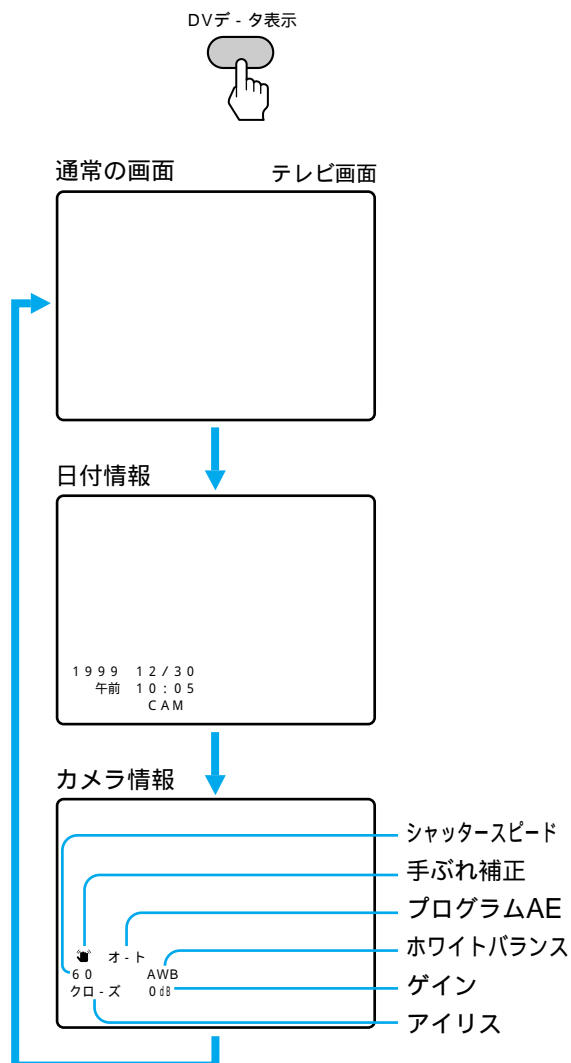 DVデ-タ表示
通常の画面 テレビ画面
日付情報
1999 12/30
午前 10:05
CAM
カメラ情報
シャッタースピード
手ぶれ補正
プログラムAE
ホワイトバランス
ゲイン
アイリス
オ-ト
60 AWB
クロ-ズ 0dB